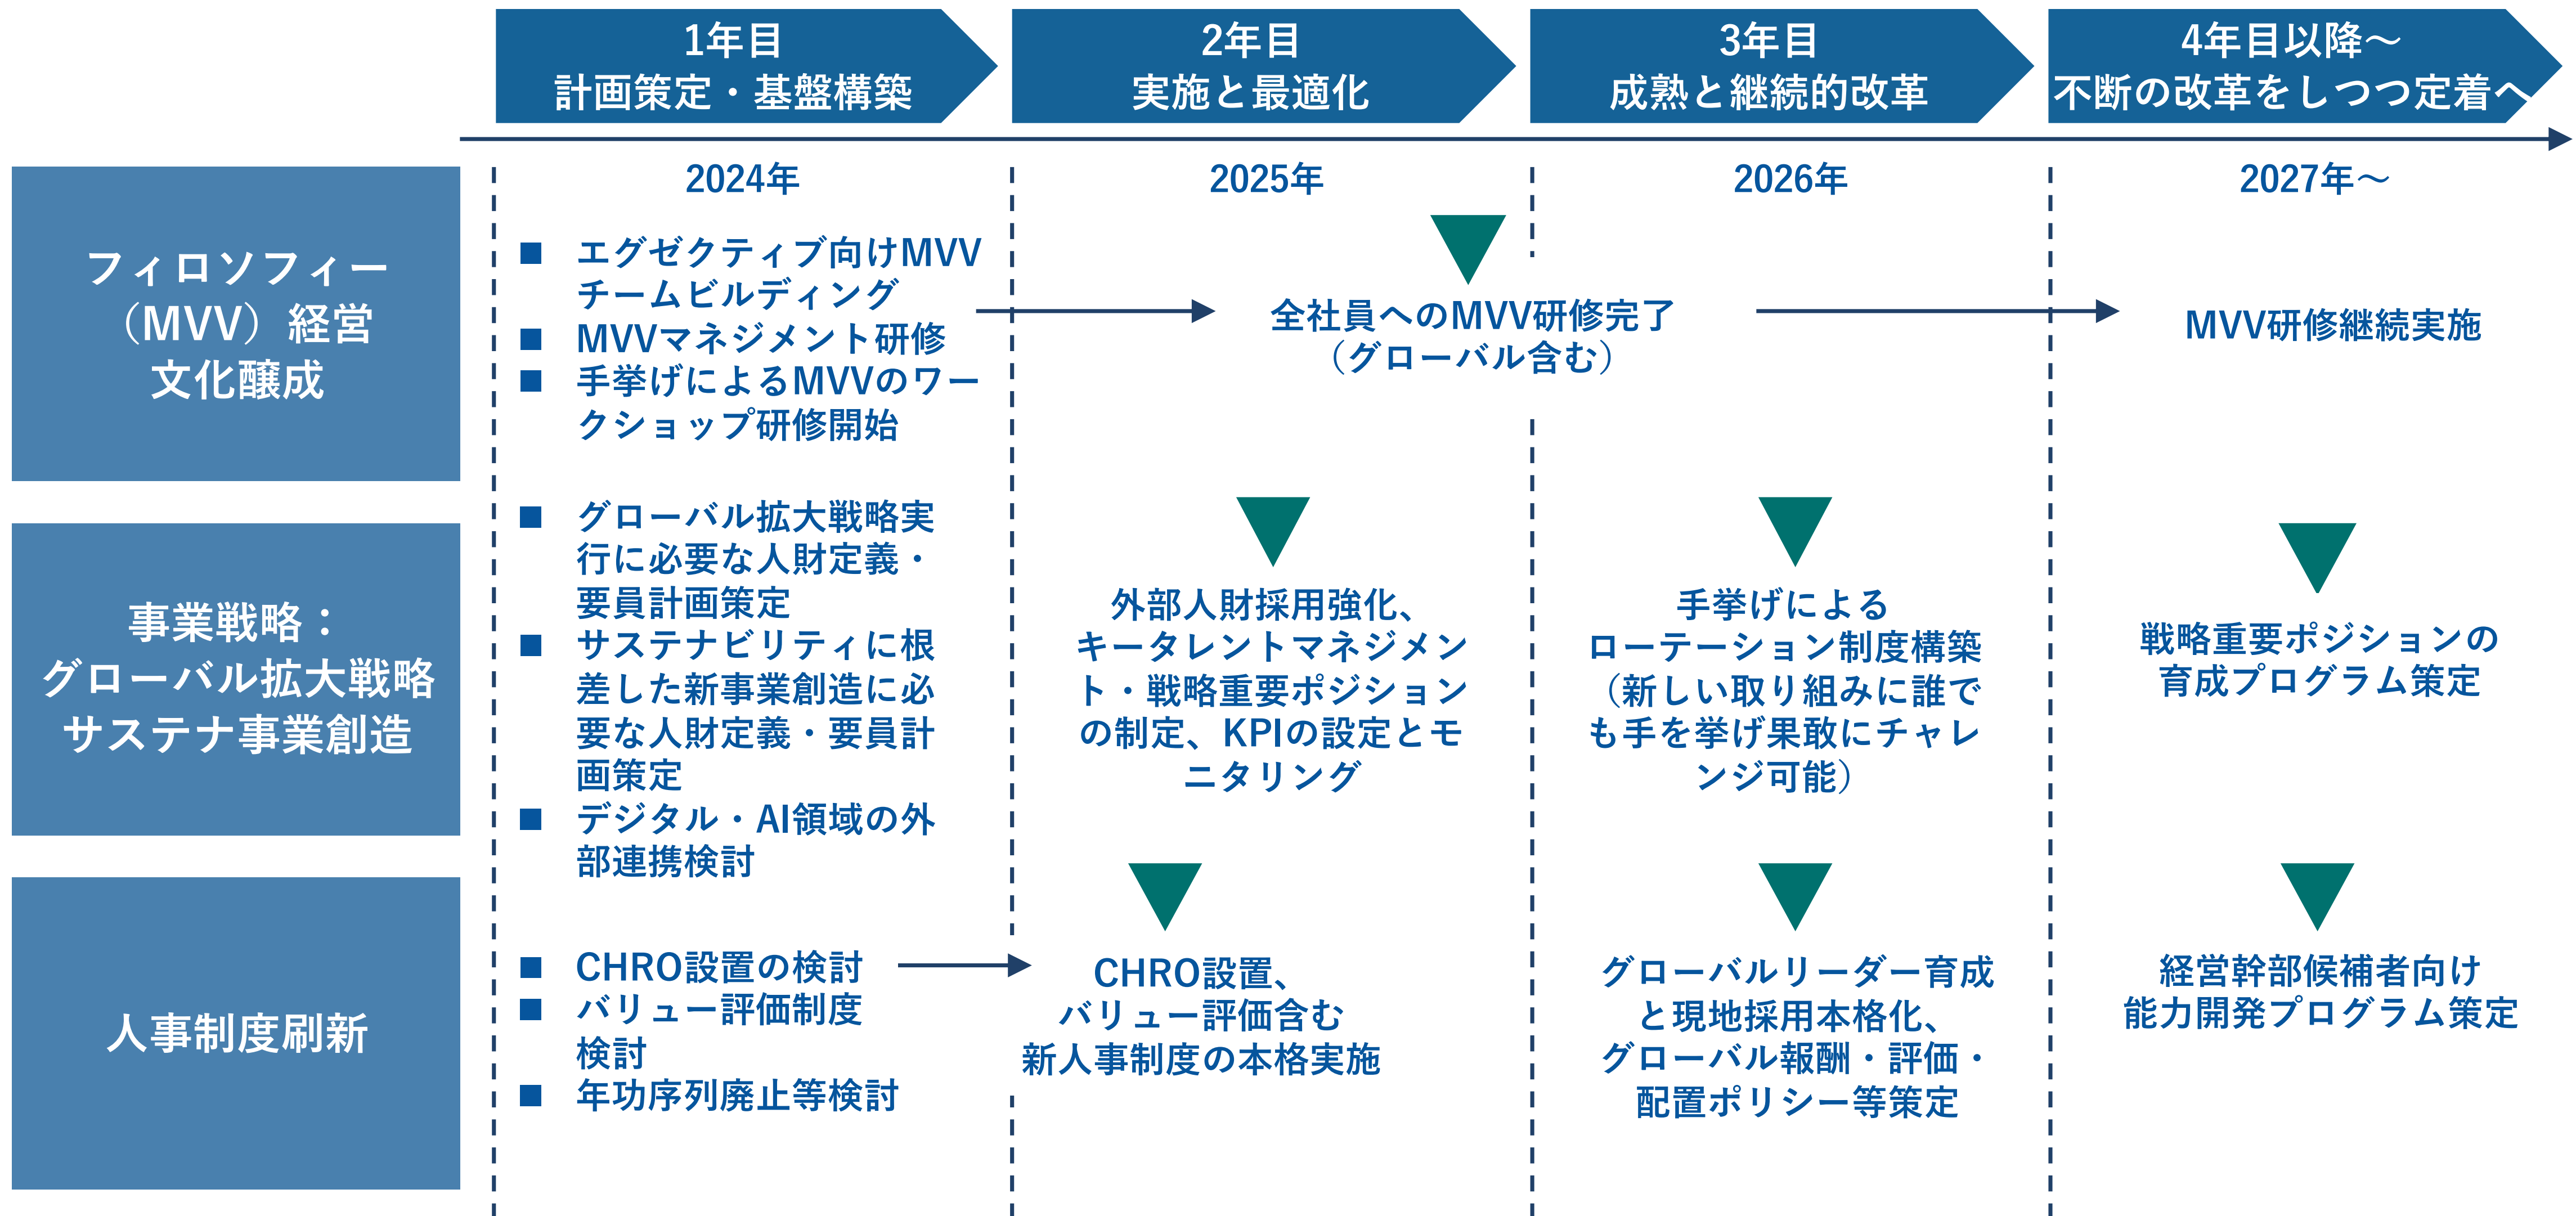 1年目
計画策定・基盤構築
2年目
実施と最適化
3年目
成熟と継続的改革
4年目以降～
不断の改革をしつつ定着へ
2024年
2025年
2026年
2027年～
フィロソフィー
（MVV）経営
文化醸成
エグゼクティブ向けMVV
チームビルディング
MVVマネジメント研修
手挙げによるMVVのワー
クショップ研修開始
全社員へのMVV研修完了
（グローバル含む）
MVV研修継続実施
事業戦略：
グローバル拡大戦略
サステナ事業創造
グローバル拡大戦略実
行に必要な人財定義・
要員計画策定
サステナビリティに根
差した新事業創造に必
要な人財定義・要員計
画策定
デジタル・AI領域の外
部連携検討
外部人財採用強化、
キータレントマネジメン
ト・戦略重要ポジション
の制定、KPIの設定とモ
ニタリング
手挙げによる
ローテーション制度構築
（新しい取り組みに誰で
も手を挙げ果敢にチャレ
ンジ可能）
戦略重要ポジションの
育成プログラム策定
人事制度刷新
CHRO設置の検討
バリュー評価制度
検討
年功序列廃止等検討
CHRO設置、
バリュー評価含む
新人事制度の本格実施
グローバルリーダー育成
と現地採用本格化、
グローバル報酬・評価・
配置ポリシー等策定
経営幹部候補者向け
能力開発プログラム策定